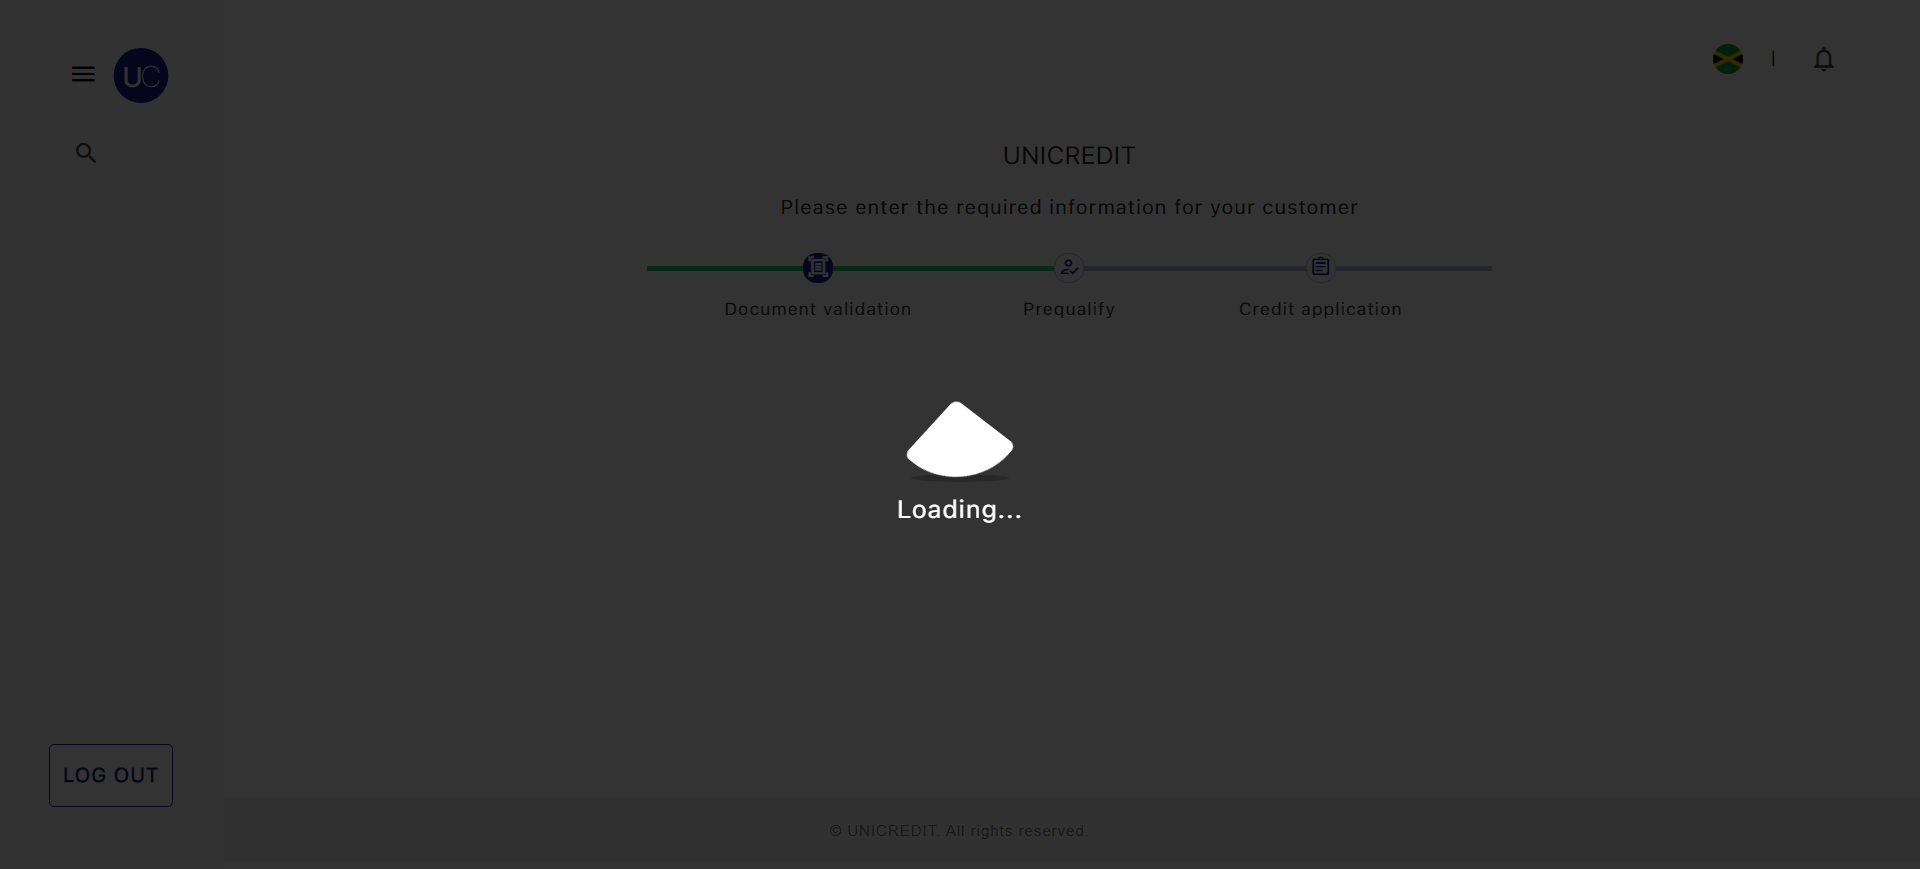 UC
|
UNICREDIT
Please enter the required information for your customer
Document validation
Prequalify
Credit application
Loading...
LOG OUT
© UNICREDIT. All rights reserved.